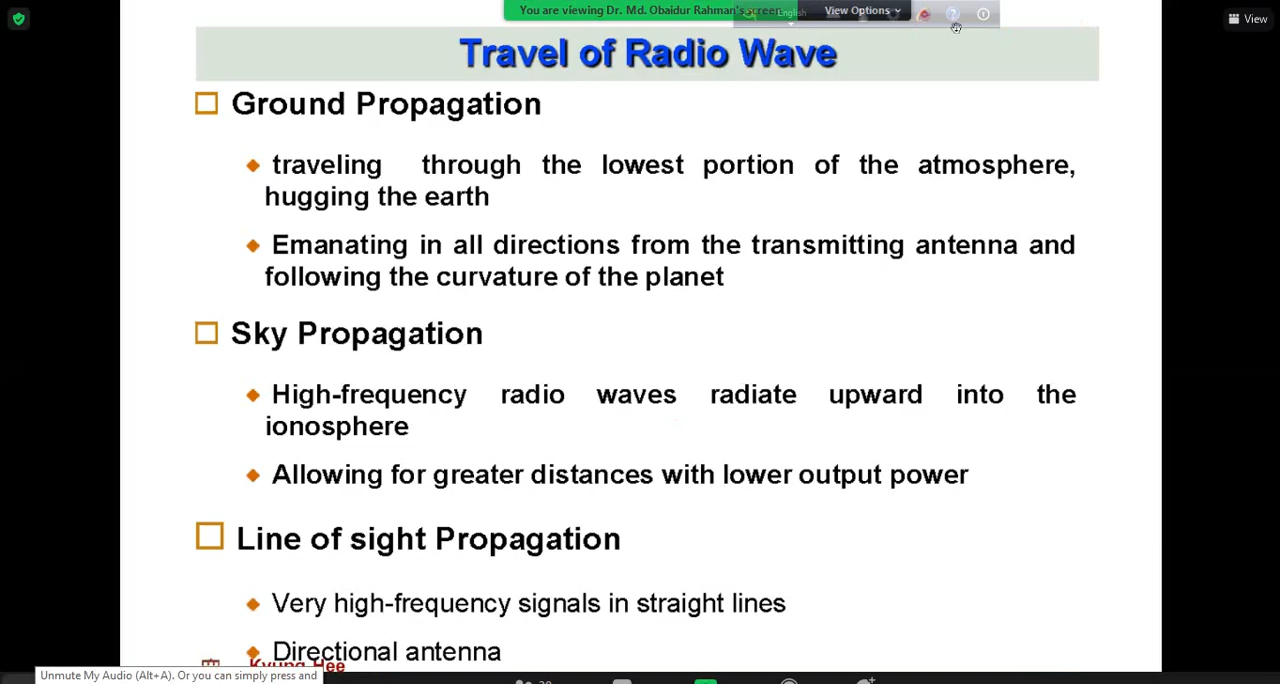 You are viewing Dr. Md. Obaidur Rahman's screen
English
View Options
View
Travel of Radio Wave
Ground Propagation
traveling through the lowest portion of the atmosphere,
hugging the earth
Emanating in all directions from the transmitting antenna and
following the curvature of the planet
Sky Propagation
High-frequency radio waves radiate upward into the
ionosphere
Allowing for greater distances with lower output power
Line of sight Propagation
Very high-frequency signals in straight lines
Directional antenna
Kyung Hee
Unmute My Audio (Alt+A). Or you can simply press and